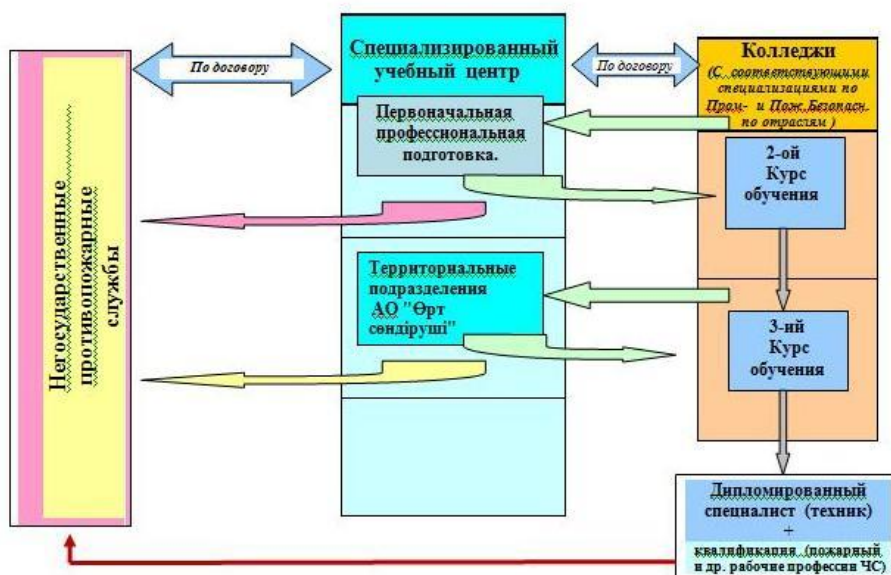 Негосударственные
противопожарные
службы
По договору
Специализированный
учебный центр
По договору
Колледжи
(С соответствующими
специализациями по
Пром- и Пож.Безопасн.
по отраслям )
Первоначальная
профессиональная
подготовка.
2-ой
Курс
обучения
Территориальные
подразделения
АО "Өрт
сөндіруші"
3-ий
Курс
обучения
Дипломированный
специалист (техник)
+
квалификация (пожарный
и др. рабочие профессии ЧС)